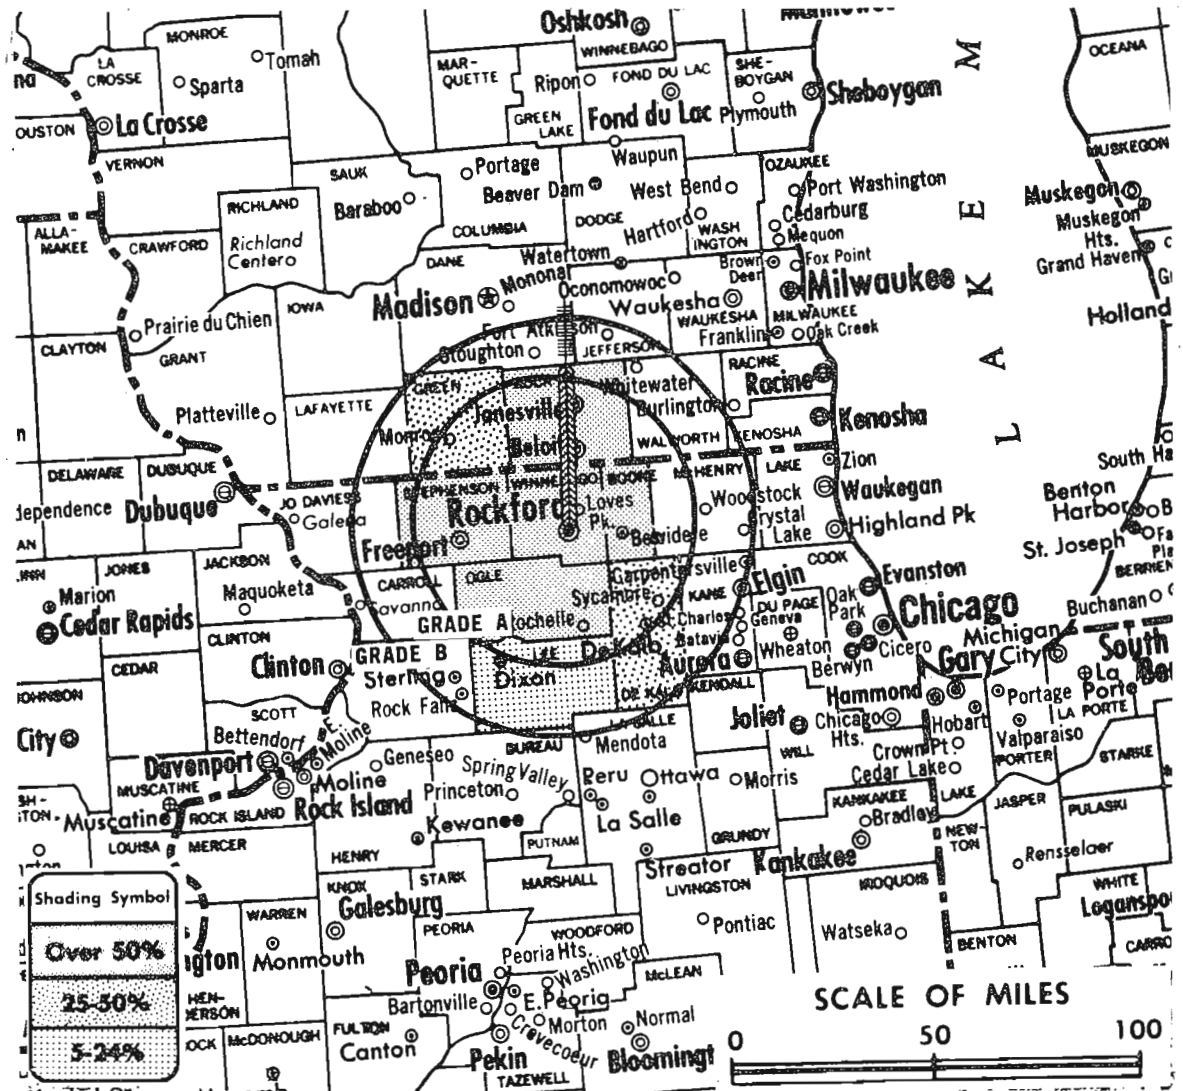 Oshkosh
MONROE
WINNEBAGO
LA CROSSE
Tomah
MAR-QUETTE
SHE-BOYGAN
OCEANA
Sparta
Ripon
FOND DU LAC
M
Sheboygan
GREEN LAKE
Fond du Lac
Plymouth
OUSTON
La Crosse
VERNON
Waupun
OZAUKEE
MUSKEGON
SAUK
Portage
Beaver Dam
West Bend
Port Washington
Muskegon
RICHLAND
Baraboo
E
Muskegon Hts.
ALLA-MAKEE
CRAWFORD
Richland Center
COLUMBIA
DODGE
Hartford
WASH INGTON
Cedarburg
Mequon
DANE
Watertown
Brown Deer
Fox Point
Grand Haven
Madison
Monona
Oconomowoc
Milwaukee
K
IOWA
Waukesha
Holland
Prairie du Chien
Fort Atkinson
WAUKESHA
MILWAUKEE
CLAYTON
GRANT
Stoughton
JEFFERSON
Franklin
Oak Creek
A
GREEN
ROCK
Whitewater
RACINE
Racine
Platteville
LAFAYETTE
Janesville
Burlington
Kenosha
Monroe
Beloit
WALWORTH
KENOSHA
L
DELAWARE
DUBUQUE
McHENRY
LAKE
Zion
South Ha
STEPHENSON
WINNE
GO
BOONE
Dubuque
JO DAVIESS
Rockford
Loves Pk.
Woodstock
Waukegan
Benton Harbor
dependence
Galena
Crystal Lake
Highland Pk
Freeport
Belvidere
St. Joseph
JONES
JACKSON
CARROLL
OGLE
Carpentersville
Elgin
COOK
Evanston
BERRIEN
Marion
Maquoketa
Savanna
Sycamore
KANE
DU PAGE
Oak Park
Chicago
Buchanan
Cedar Rapids
GRADE A
Rochelle
St Charles
Geneva
CLINTON
GRADE B
LEE
De Kalb
Batavia
Wheaton
Cicero
Michigan City
South
CEDAR
Clinton
Sterling
Dixon
Aurora
Berwyn
Gary
La Porte
JOHNSON
Rock Falls
DE KALB
KENDALL
Hammond
Portage
LA PORTE
SCOTT
LA SALLE
Joliet
Chicago Hts.
Hobart
Valparaiso
City
Bettendorf
E. Moline
BUREAU
Mendota
WILL
Crown Pt.
PORTER
STARKE
Davenport
Geneseo
Spring Valley
Peru
Ottawa
Morris
Cedar Lake
MUSCATINE
Moline
Princeton
KANKAKEE
LAKE
JASPER
PULASKI
Muscatine
ROCK ISLAND
Rock Island
Kewanee
La Salle
Bradley
NEW-TON
LOUISA
MERCER
HENRY
PUTNAM
GRUNDY
Kankakee
Rensselaer
Streator
KNOX
STARK
MARSHALL
LIVINGSTON
IROQUOIS
WHITE
Shading Symbol
WARREN
Galesburg
Loganspo
Over 50%
PEORIA
WOODFORD
Pontiac
Watseka
BENTON
CARRO
Monmouth
Peoria Hts.
25-50%
Peoria
Washington
McLEAN
SCALE OF MILES
HEN-DERSON
Bartonville
E. Peoria
5-24%
McDONOUGH
FULTON
Morton
Normal
0 50 100
Canton
Crevecoeur
Pekin
Bloomingt
TAZEWELL